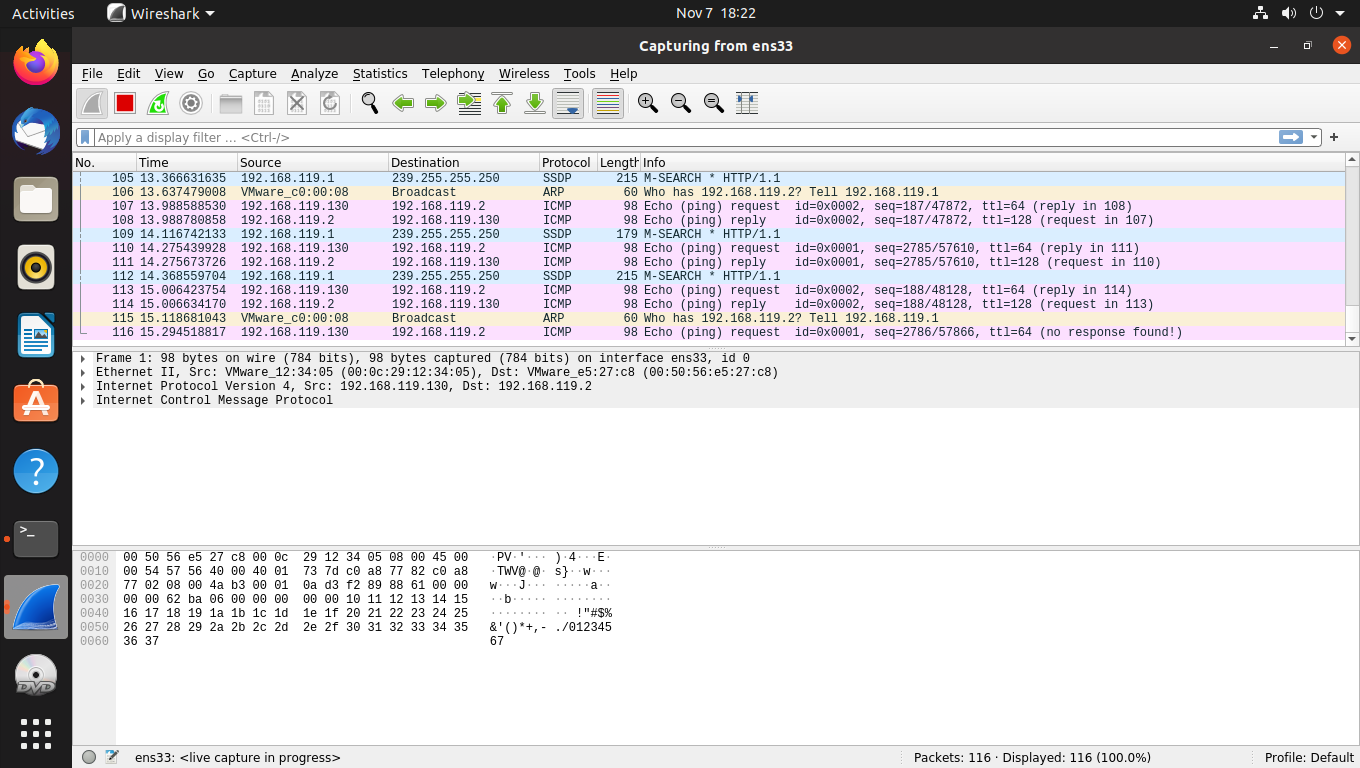 Activities Wireshark Nov 7 18:22
Capturing from ens33
File Edit View Go Capture Analyze Statistics Telephony Wireless Tools Help
Apply a display filter … <Ctrl-/>
No. Time Source Destination Protocol Length Info
105 13.366631635 192.168.119.1 239.255.255.250 SSDP 215 M-SEARCH * HTTP/1.1
106 13.637479008 VMware_c0:00:08 Broadcast ARP 60 Who has 192.168.119.2? Tell 192.168.119.1
107 13.988588530 192.168.119.130 192.168.119.2 ICMP 98 Echo (ping) request id=0x0002, seq=187/47872, ttl=64 (reply in 108)
108 13.988780858 192.168.119.2 192.168.119.130 ICMP 98 Echo (ping) reply id=0x0002, seq=187/47872, ttl=128 (request in 107)
109 14.116742133 192.168.119.1 239.255.255.250 SSDP 179 M-SEARCH * HTTP/1.1
110 14.275439928 192.168.119.130 192.168.119.2 ICMP 98 Echo (ping) request id=0x0001, seq=2785/57610, ttl=64 (reply in 111)
111 14.275673726 192.168.119.2 192.168.119.130 ICMP 98 Echo (ping) reply id=0x0001, seq=2785/57610, ttl=128 (request in 110)
112 14.368559704 192.168.119.1 239.255.255.250 SSDP 215 M-SEARCH * HTTP/1.1
113 15.006423754 192.168.119.130 192.168.119.2 ICMP 98 Echo (ping) request id=0x0002, seq=188/48128, ttl=64 (reply in 114)
114 15.006634170 192.168.119.2 192.168.119.130 ICMP 98 Echo (ping) reply id=0x0002, seq=188/48128, ttl=128 (request in 113)
115 15.118681043 VMware_c0:00:08 Broadcast ARP 60 Who has 192.168.119.2? Tell 192.168.119.1
116 15.294518817 192.168.119.130 192.168.119.2 ICMP 98 Echo (ping) request id=0x0001, seq=2786/57866, ttl=64 (no response found!)
Frame 1: 98 bytes on wire (784 bits), 98 bytes captured (784 bits) on interface ens33, id 0
Ethernet II, Src: VMware_12:34:05 (00:0c:29:12:34:05), Dst: VMware_e5:27:c8 (00:50:56:e5:27:c8)
Internet Protocol Version 4, Src: 192.168.119.130, Dst: 192.168.119.2
Internet Control Message Protocol
0000 00 50 56 e5 27 c8 00 0c 29 12 34 05 08 00 45 00 ·PV·'··· )·4···E·
0010 00 54 57 56 40 00 40 01 73 7d c0 a8 77 82 c0 a8 ·TWV@·@· s}··w···
0020 77 02 08 00 4a b3 00 01 0a d3 f2 89 88 61 00 00 w···J··· ·····a··
0030 00 00 62 ba 06 00 00 00 00 00 10 11 12 13 14 15 ··b····· ········
0040 16 17 18 19 1a 1b 1c 1d 1e 1f 20 21 22 23 24 25 ········ ·· !"#$%
0050 26 27 28 29 2a 2b 2c 2d 2e 2f 30 31 32 33 34 35 &'()*+,- ./012345
0060 36 37 67
ens33: <live capture in progress> Packets: 116 · Displayed: 116 (100.0%) Profile: Default
DVD